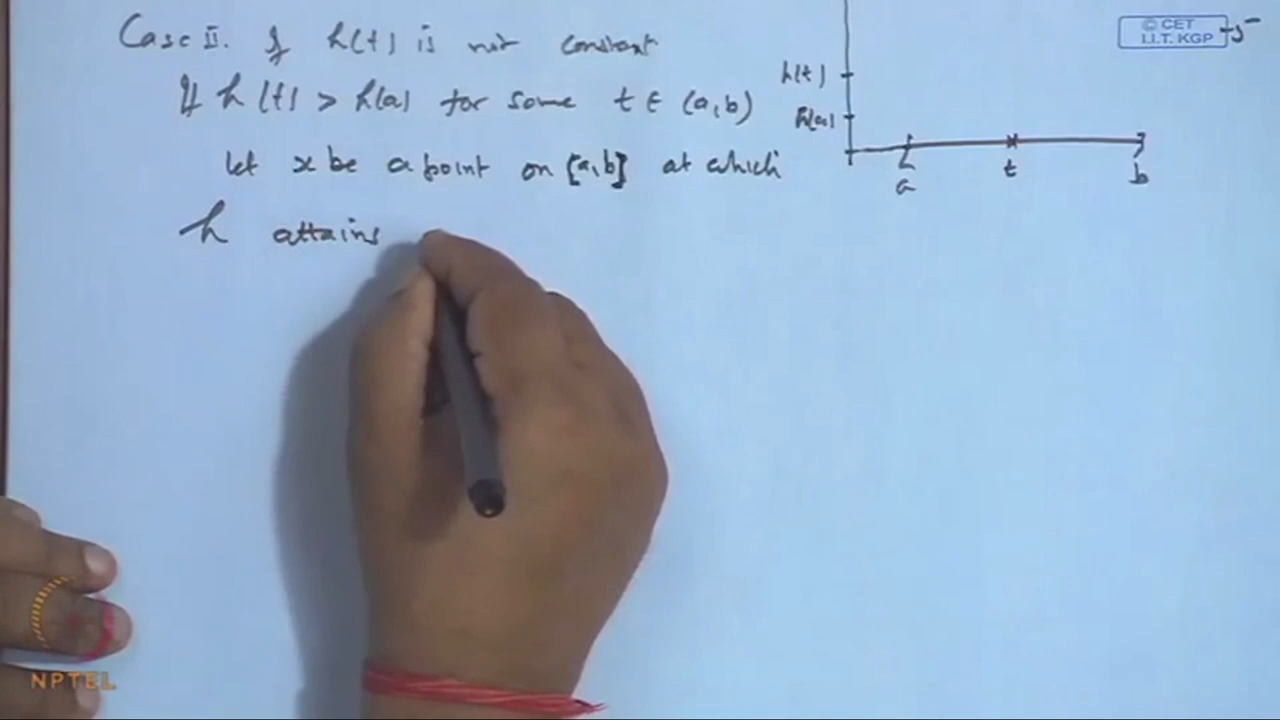 Case II. If h(t) is not constant
If h(t) > h(a) for some t ∈ (a,b)
let x be a point on [a,b] at which
h attains
h(t)
h(a)
a t b
© CET
I.I.T. KGP
NPTEL